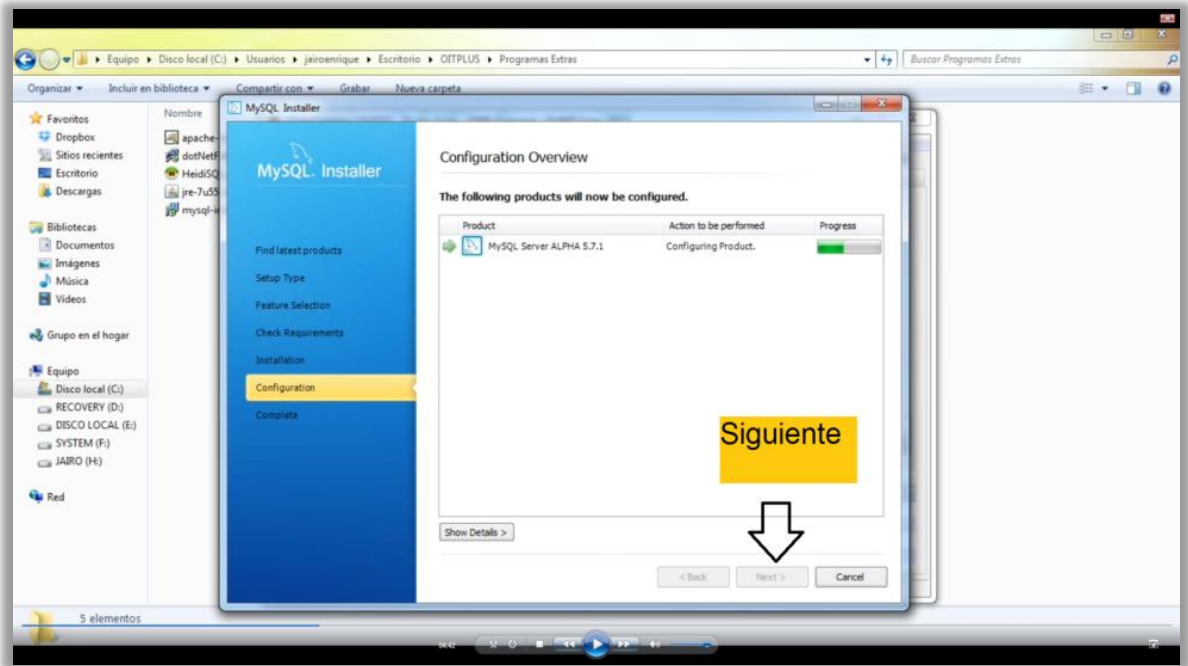 Equipo ▸ Disco local (C:) ▸ Usuarios ▸ jairoenrique ▸ Escritorio ▸ OITPLUS ▸ Programas Extras
Buscar Programas Extras
Organizar Incluir en biblioteca Compartir con Grabar Nueva carpeta
Favoritos
Dropbox
Sitios recientes
Escritorio
Descargas
Bibliotecas
Documentos
Imágenes
Música
Vídeos
Grupo en el hogar
Equipo
Disco local (C:)
RECOVERY (D:)
DISCO LOCAL (E:)
SYSTEM (F:)
JAIRO (H:)
Red
Nombre
apache-
dotNetF
HeidiSQ
jre-7u55
mysql-in
MySQL Installer
MySQL. Installer
Find latest products
Setup Type
Feature Selection
Check Requirements
Installation
Configuration
Complete
Configuration Overview
The following products will now be configured.
Product Action to be performed Progress
MySQL Server ALPHA 5.7.1 Configuring Product.
Siguiente
Show Details >
< Back Next > Cancel
5 elementos
04:42